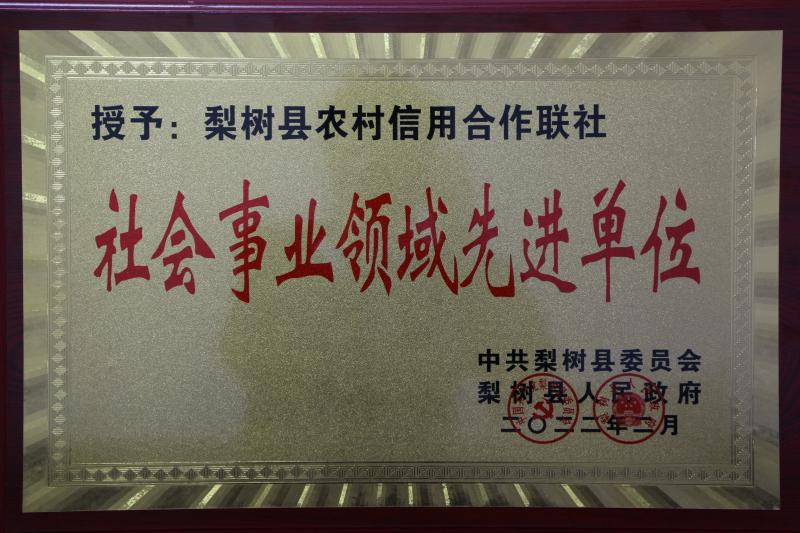 授予：梨树县农村信用合作联社
社会事业领域先进单位
中共梨树县委员会
梨树县人民政府
二〇二二年二月